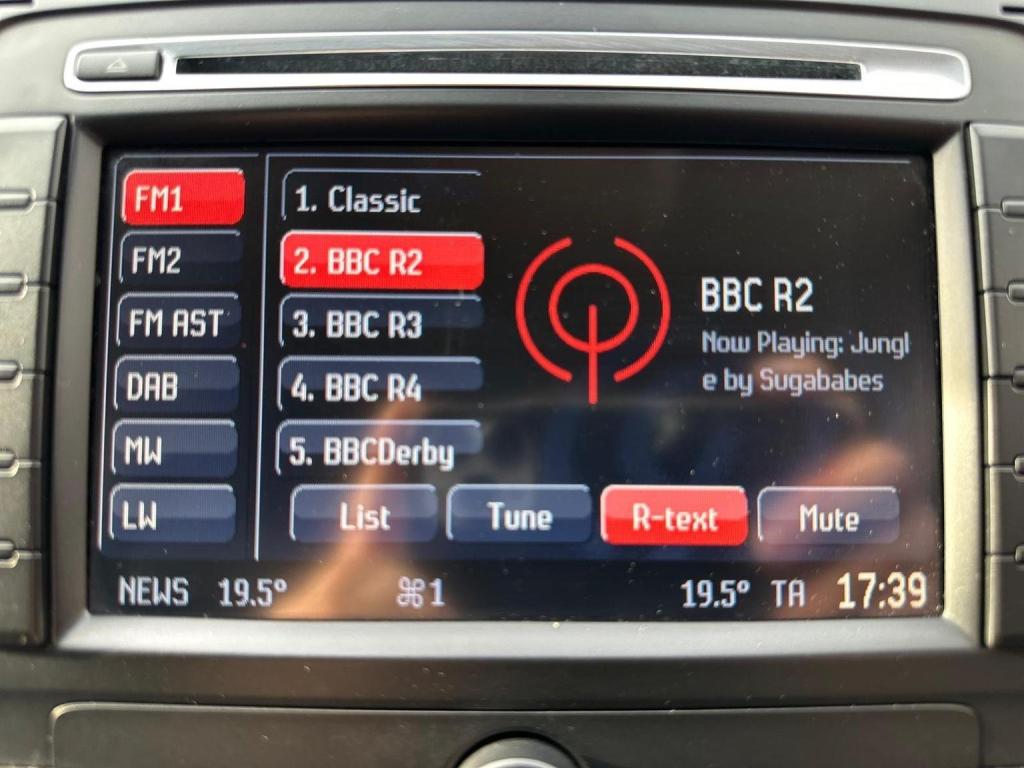 FM1
FM2
FM AST
DAB
MW
LW
1. Classic
2. BBC R2
3. BBC R3
4. BBC R4
5. BBCDerby
BBC R2
Now Playing: Jungl
e by Sugababes
List Tune R-text Mute
NEWS 19.5° ⌘1 19.5° TA 17:39